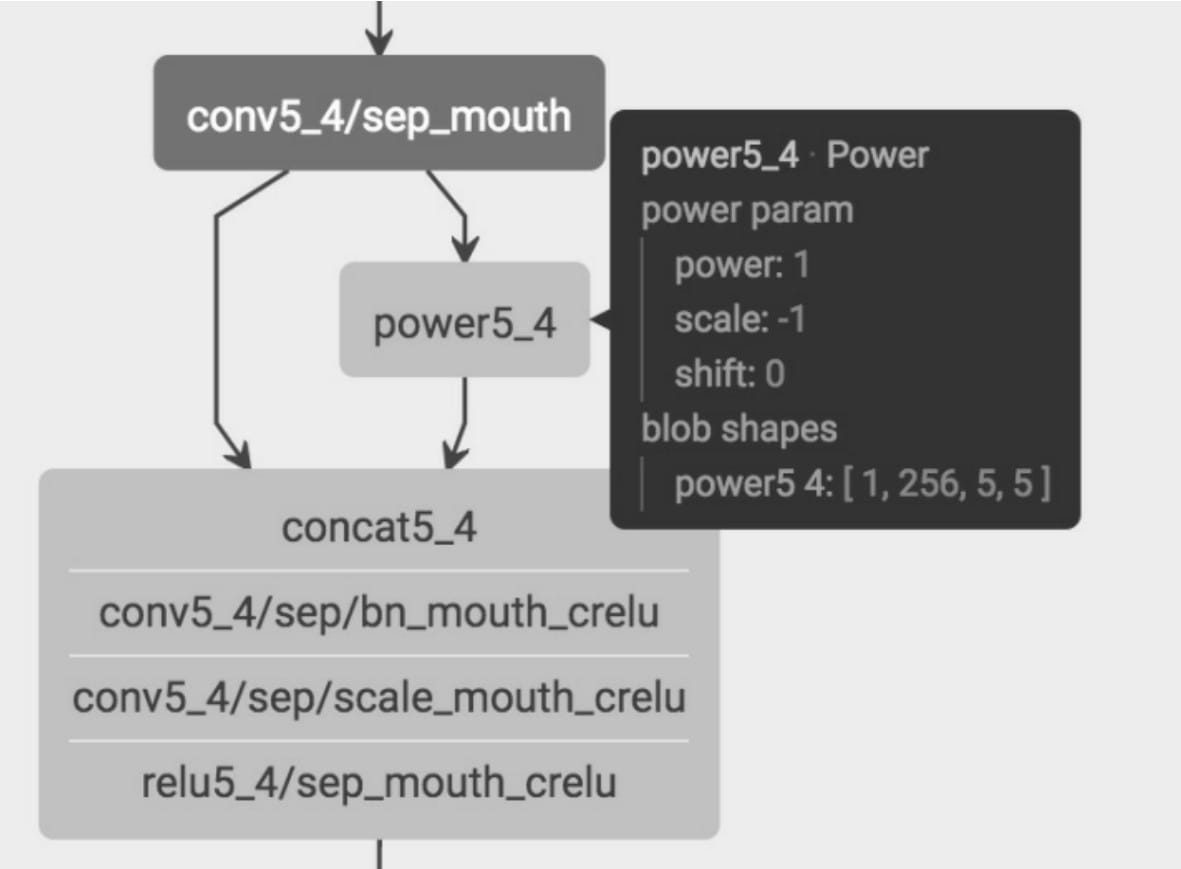 conv5_4/sep_mouth
power5_4 · Power
power param
power: 1
scale: -1
shift: 0
blob shapes
power5 4: [ 1, 256, 5, 5 ]
power5_4
concat5_4
conv5_4/sep/bn_mouth_crelu
conv5_4/sep/scale_mouth_crelu
relu5_4/sep_mouth_crelu